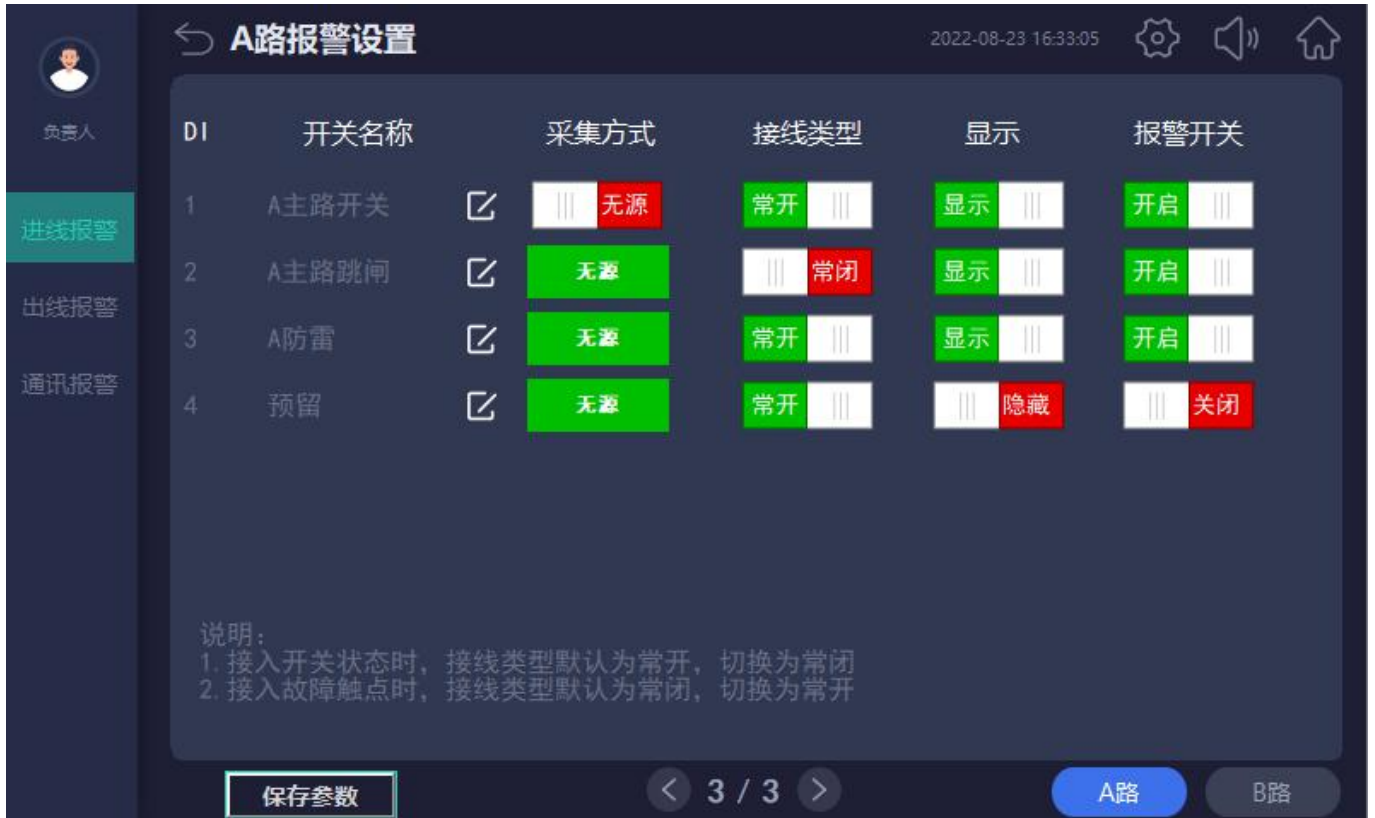 A路报警设置
2022-08-23 16:33:05
负责人
进线报警
出线报警
通讯报警
DI 开关名称 采集方式 接线类型 显示 报警开关
1 A主路开关 无源 常开 显示 开启
2 A主路跳闸 无源 常闭 显示 开启
3 A防雷 无源 常开 显示 开启
4 预留 无源 常开 隐藏 关闭
说明：
1. 接入开关状态时，接线类型默认为常开，切换为常闭
2. 接入故障触点时，接线类型默认为常闭，切换为常开
保存参数
< 3 / 3 >
A路
B路